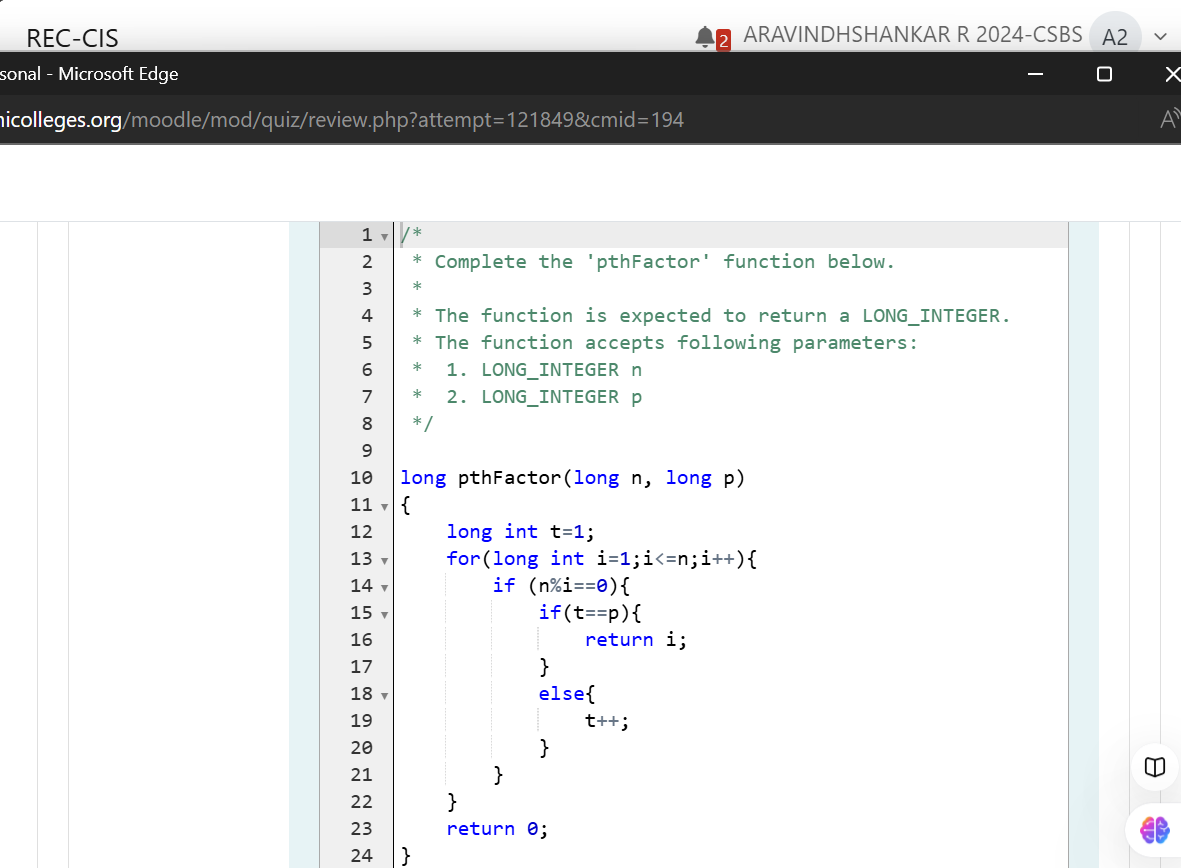 REC-CIS
2 ARAVINDHSHANKAR R 2024-CSBS A2
sonal - Microsoft Edge
nicolleges.org/moodle/mod/quiz/review.php?attempt=121849&cmid=194
1 /*
2  * Complete the 'pthFactor' function below.
3  *
4  * The function is expected to return a LONG_INTEGER.
5  * The function accepts following parameters:
6  *  1. LONG_INTEGER n
7  *  2. LONG_INTEGER p
8  */
9
10 long pthFactor(long n, long p)
11 {
12     long int t=1;
13     for(long int i=1;i<=n;i++){
14         if (n%i==0){
15             if(t==p){
16                 return i;
17             }
18             else{
19                 t++;
20             }
21         }
22     }
23     return 0;
24 }